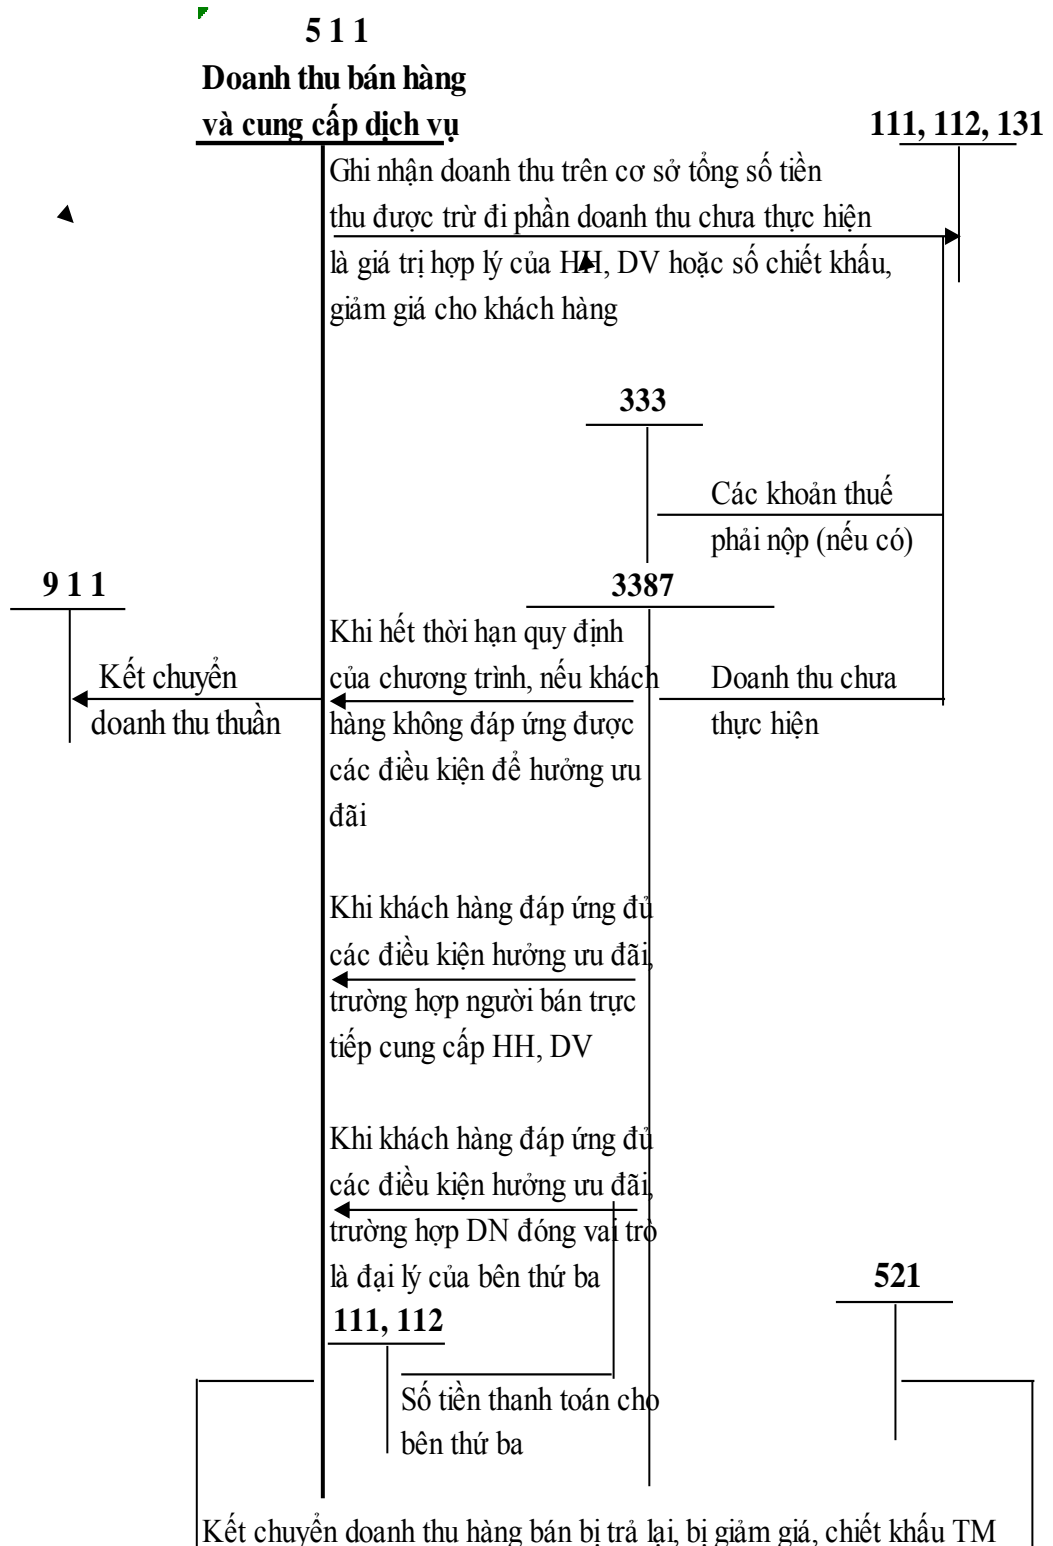 5 1 1
Doanh thu bán hàng
và cung cấp dịch vụ
111, 112, 131
Ghi nhận doanh thu trên cơ sở tổng số tiền
thu được trừ đi phần doanh thu chưa thực hiện
là giá trị hợp lý của HH, DV hoặc số chiết khấu,
giảm giá cho khách hàng
333
Các khoản thuế
phải nộp (nếu có)
9 1 1
3387
Kết chuyển
doanh thu thuần
Khi hết thời hạn quy định
của chương trình, nếu khách
hàng không đáp ứng được
các điều kiện để hưởng ưu
đãi
Doanh thu chưa
thực hiện
Khi khách hàng đáp ứng đủ
các điều kiện hưởng ưu đãi,
trường hợp người bán trực
tiếp cung cấp HH, DV
Khi khách hàng đáp ứng đủ
các điều kiện hưởng ưu đãi,
trường hợp DN đóng vai trò
là đại lý của bên thứ ba
521
111, 112
Số tiền thanh toán cho
bên thứ ba
Kết chuyển doanh thu hàng bán bị trả lại, bị giảm giá, chiết khấu TM